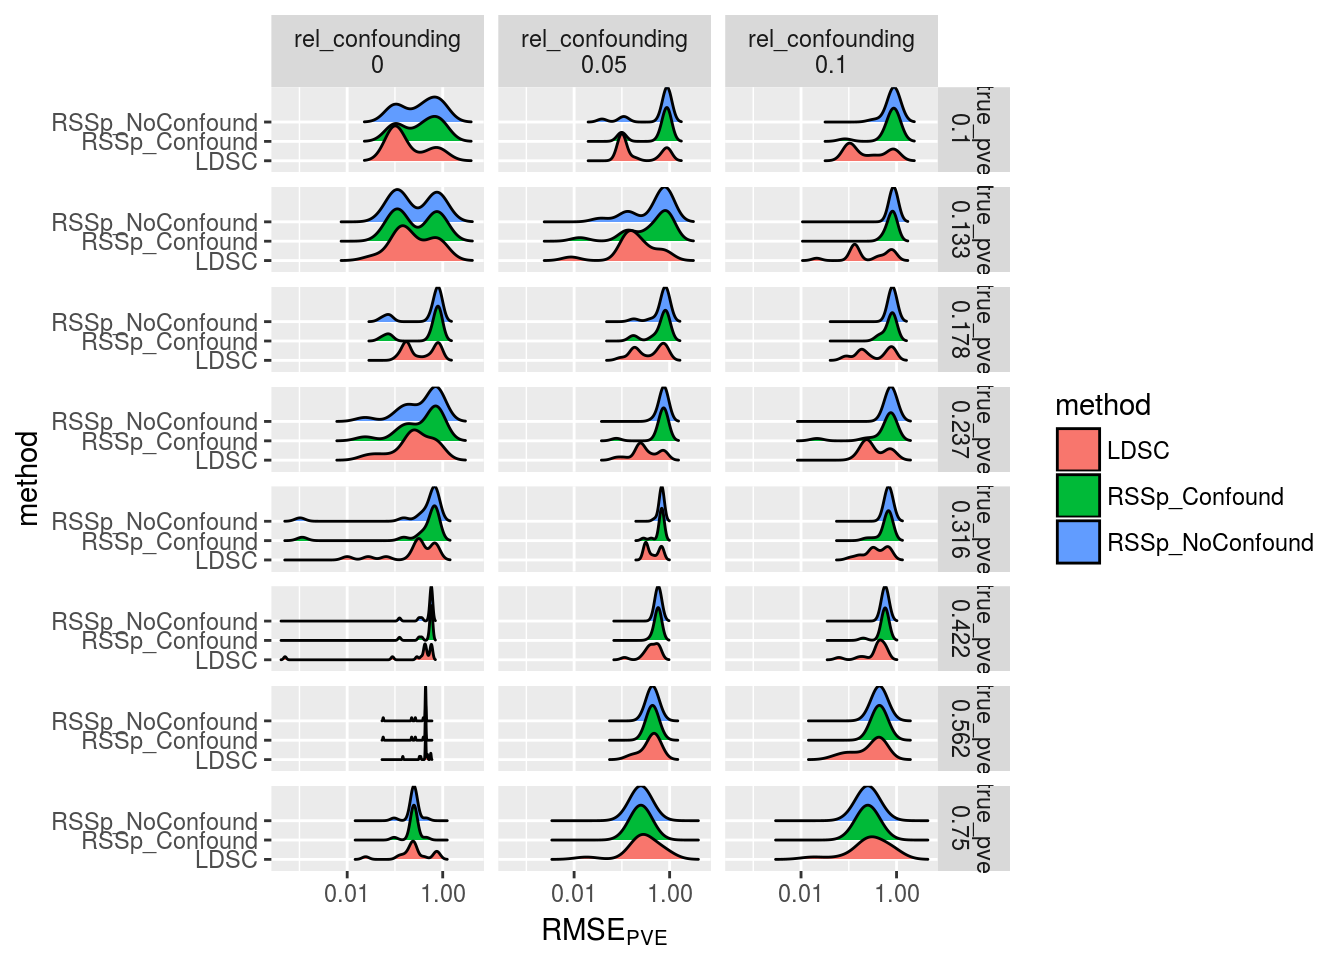 rel_confounding
0
rel_confounding
0.05
rel_confounding
0.1
RSSp_NoConfound
RSSp_Confound
LDSC
true_pve
0.1
RSSp_NoConfound
RSSp_Confound
LDSC
true_pve
0.133
RSSp_NoConfound
RSSp_Confound
LDSC
true_pve
0.178
RSSp_NoConfound
RSSp_Confound
LDSC
true_pve
0.237
RSSp_NoConfound
RSSp_Confound
LDSC
true_pve
0.316
RSSp_NoConfound
RSSp_Confound
LDSC
true_pve
0.422
RSSp_NoConfound
RSSp_Confound
LDSC
true_pve
0.562
RSSp_NoConfound
RSSp_Confound
LDSC
true_pve
0.75
method
0.01 1.00
0.01 1.00
0.01 1.00
RMSE PVE
method
LDSC
RSSp_Confound
RSSp_NoConfound